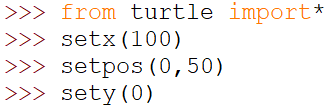 >>> from turtle import*
>>> setx(100)
>>> setpos(0,50)
>>> sety(0)